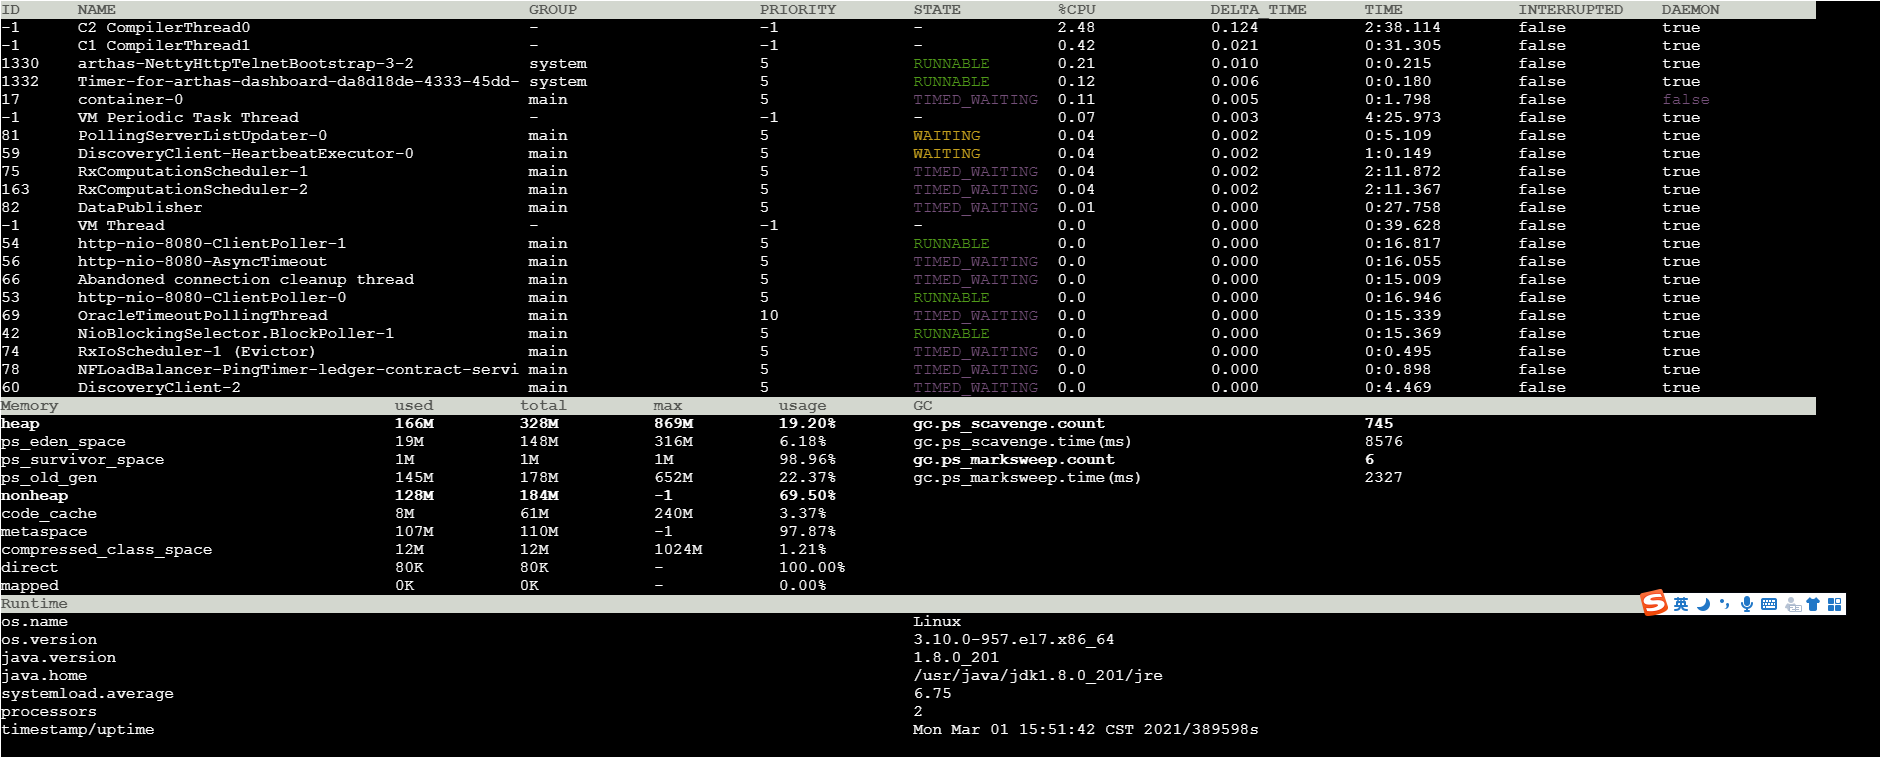 ID NAME GROUP PRIORITY STATE %CPU DELTA_TIME TIME INTERRUPTED DAEMON
-1 C2 CompilerThread0 - -1 - 2.48 0.124 2:38.114 false true
-1 C1 CompilerThread1 - -1 - 0.42 0.021 0:31.305 false true
1330 arthas-NettyHttpTelnetBootstrap-3-2 system 5 RUNNABLE 0.21 0.010 0:0.215 false true
1332 Timer-for-arthas-dashboard-da8d18de-4333-45dd- system 5 RUNNABLE 0.12 0.006 0:0.180 false true
17 container-0 main 5 TIMED_WAITING 0.11 0.005 0:1.798 false false
-1 VM Periodic Task Thread - -1 - 0.07 0.003 4:25.973 false true
81 PollingServerListUpdater-0 main 5 WAITING 0.04 0.002 0:5.109 false true
59 DiscoveryClient-HeartbeatExecutor-0 main 5 WAITING 0.04 0.002 1:0.149 false true
75 RxComputationScheduler-1 main 5 TIMED_WAITING 0.04 0.002 2:11.872 false true
163 RxComputationScheduler-2 main 5 TIMED_WAITING 0.04 0.002 2:11.367 false true
82 DataPublisher main 5 TIMED_WAITING 0.01 0.000 0:27.758 false true
-1 VM Thread - -1 - 0.0 0.000 0:39.628 false true
54 http-nio-8080-ClientPoller-1 main 5 RUNNABLE 0.0 0.000 0:16.817 false true
56 http-nio-8080-AsyncTimeout main 5 TIMED_WAITING 0.0 0.000 0:16.055 false true
66 Abandoned connection cleanup thread main 5 TIMED_WAITING 0.0 0.000 0:15.009 false true
53 http-nio-8080-ClientPoller-0 main 5 RUNNABLE 0.0 0.000 0:16.946 false true
69 OracleTimeoutPollingThread main 10 TIMED_WAITING 0.0 0.000 0:15.339 false true
42 NioBlockingSelector.BlockPoller-1 main 5 RUNNABLE 0.0 0.000 0:15.369 false true
74 RxIoScheduler-1 (Evictor) main 5 TIMED_WAITING 0.0 0.000 0:0.495 false true
78 NFLoadBalancer-PingTimer-ledger-contract-servi main 5 TIMED_WAITING 0.0 0.000 0:0.898 false true
60 DiscoveryClient-2 main 5 TIMED_WAITING 0.0 0.000 0:4.469 false true
Memory used total max usage GC
heap 166M 328M 869M 19.20% gc.ps_scavenge.count 745
ps_eden_space 19M 148M 316M 6.18% gc.ps_scavenge.time(ms) 8576
ps_survivor_space 1M 1M 1M 98.96% gc.ps_marksweep.count 6
ps_old_gen 145M 178M 652M 22.37% gc.ps_marksweep.time(ms) 2327
nonheap 128M 184M -1 69.50%
code_cache 8M 61M 240M 3.37%
metaspace 107M 110M -1 97.87%
compressed_class_space 12M 12M 1024M 1.21%
direct 80K 80K - 100.00%
mapped 0K 0K - 0.00%
Runtime S 英
os.name Linux
os.version 3.10.0-957.el7.x86_64
java.version 1.8.0_201
java.home /usr/java/jdk1.8.0_201/jre
systemload.average 6.75
processors 2
timestamp/uptime Mon Mar 01 15:51:42 CST 2021/389598s